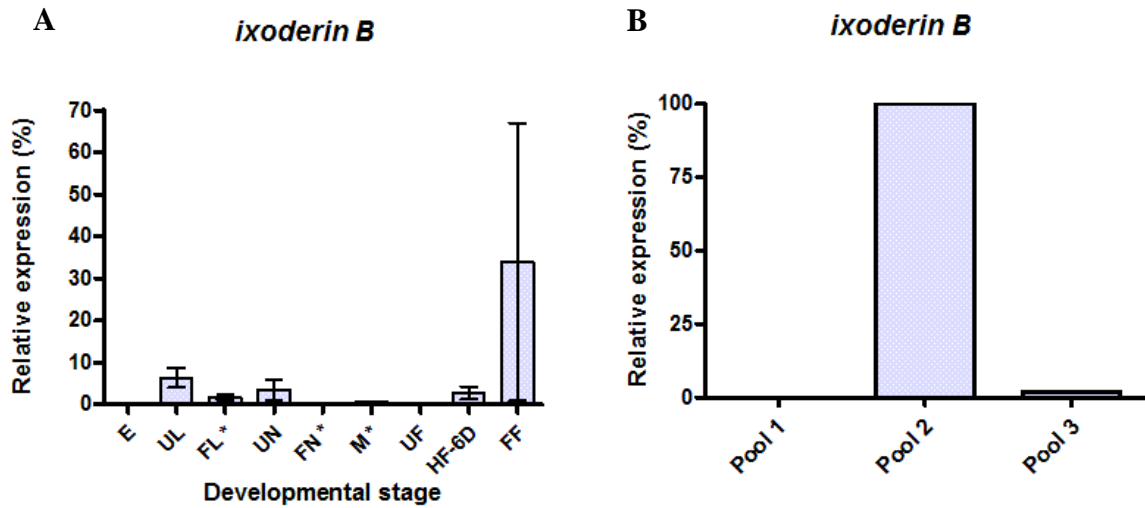 A
ixoderin B
Relative expression (%)
70
60
50
40
30
20
10
0
E
UL
FL *
UN
FN *
M *
UF
HF-6D
FF
Developmental stage
B
ixoderin B
Relative expression (%)
100
75
50
25
0
Pool 1
Pool 2
Pool 3